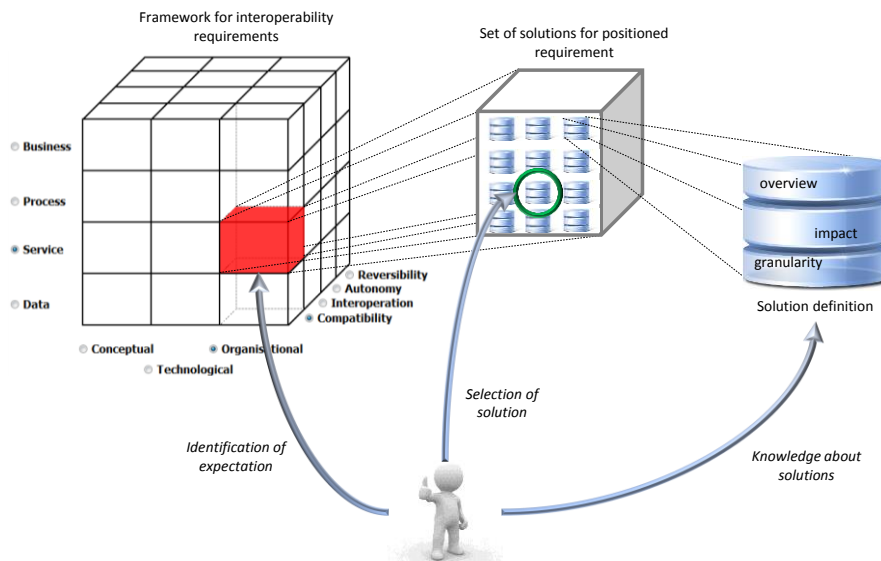 Framework for interoperability
requirements
Set of solutions for positioned
requirement
Business
Process
Service
Data
Reversibility
Autonomy
Interoperation
Compatibility
Conceptual
Organisational
Technological
overview
impact
granularity
Solution definition
Selection of
solution
Identification of
expectation
Knowledge about
solutions